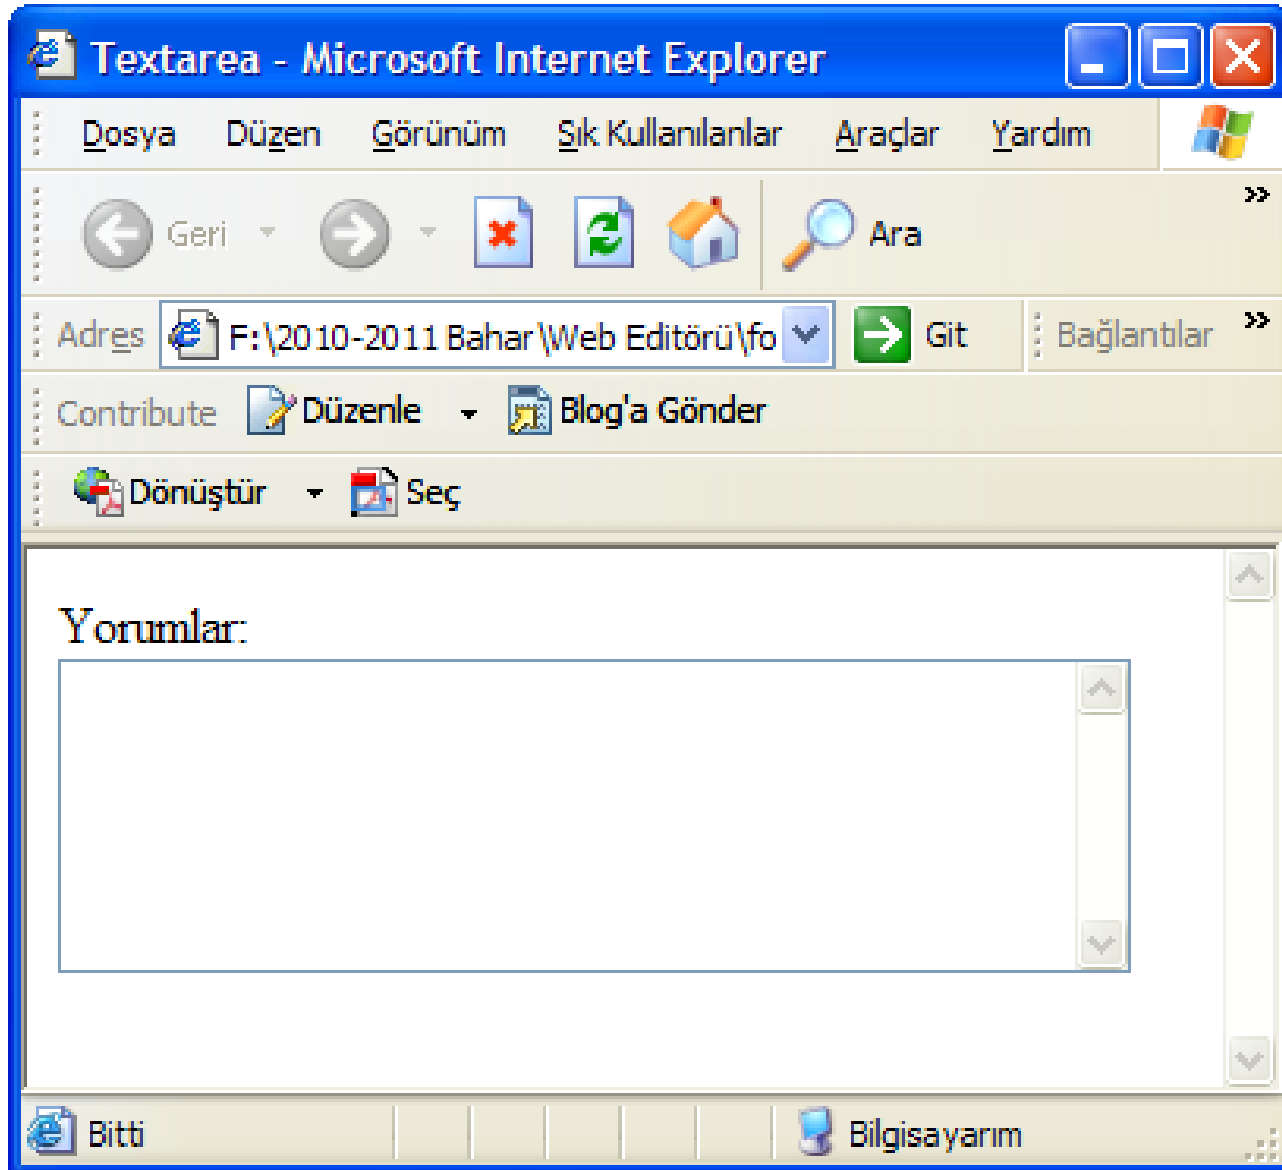 Textarea - Microsoft Internet Explorer
Dosya Düzen Görünüm Sık Kullanılanlar Araçlar Yardım
Geri Ara
Adres F:\2010-2011 Bahar\Web Editörü\fo Git Bağlantılar
Contribute Düzenle Blog'a Gönder
Dönüştür Seç
Yorumlar:
Bitti Bilgisayarım